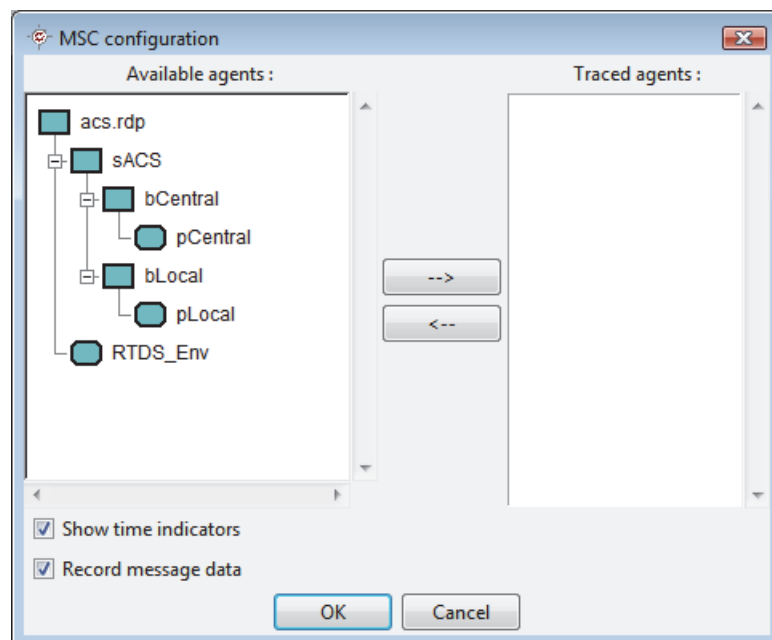 MSC configuration
Available agents :
Traced agents :
acs.rdp
sACS
bCentral
pCentral
bLocal
pLocal
RTDS_Env
-->
<--
Show time indicators
Record message data
OK
Cancel